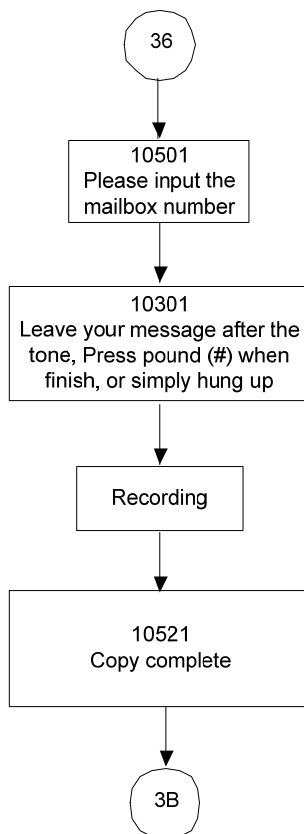 36
10501
Please input the
mailbox number
10301
Leave your message after the
tone, Press pound (#) when
finish, or simply hung up
Recording
10521
Copy complete
3B